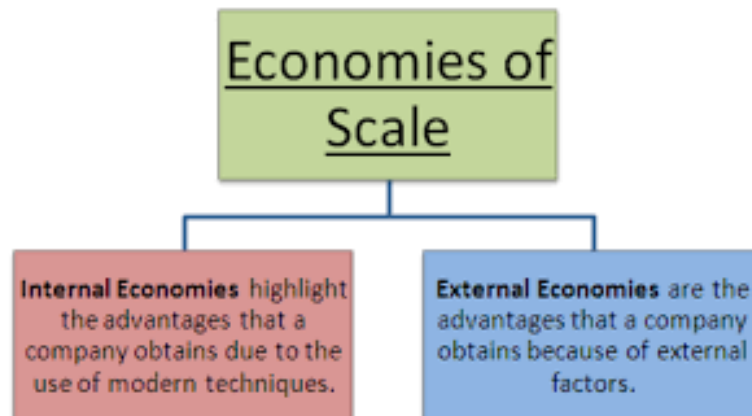 Economies of
Scale
Internal Economies highlight
the advantages that a
company obtains due to the
use of modern techniques.
External Economies are the
advantages that a company
obtains because of external
factors.